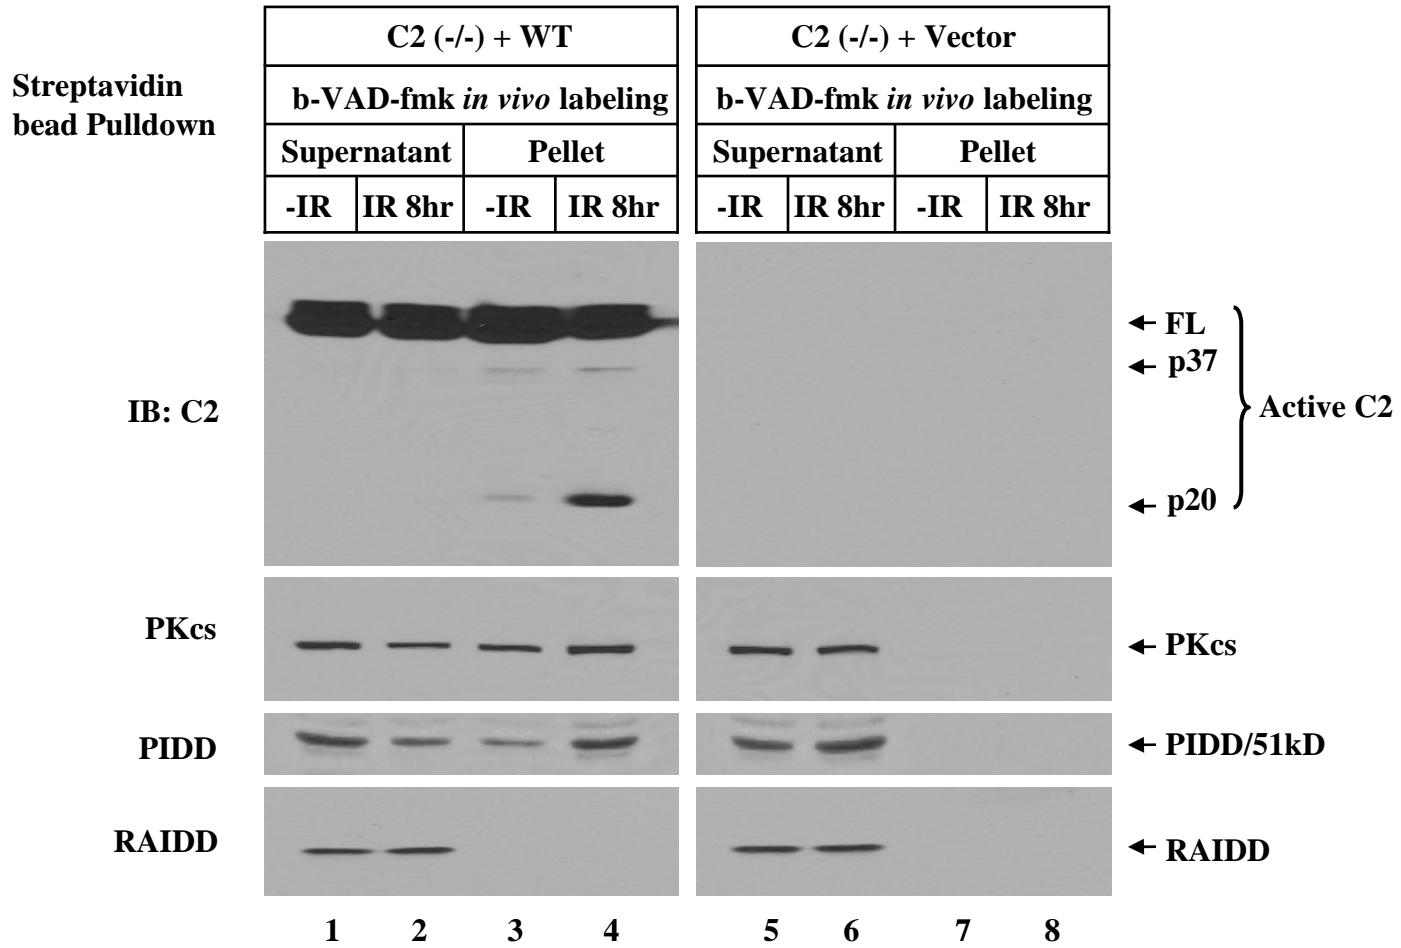 C2 (-/-) + WT
C2 (-/-) + Vector
Streptavidin
bead Pulldown
b-VAD-fmk in vivo labeling
b-VAD-fmk in vivo labeling
Supernatant Pellet
Supernatant Pellet
-IR IR 8hr -IR IR 8hr
-IR IR 8hr -IR IR 8hr
IB: C2
FL
p37
Active C2
p20
PKcs
PKcs
PIDD
PIDD/51kD
RAIDD
RAIDD
1 2 3 4 5 6 7 8